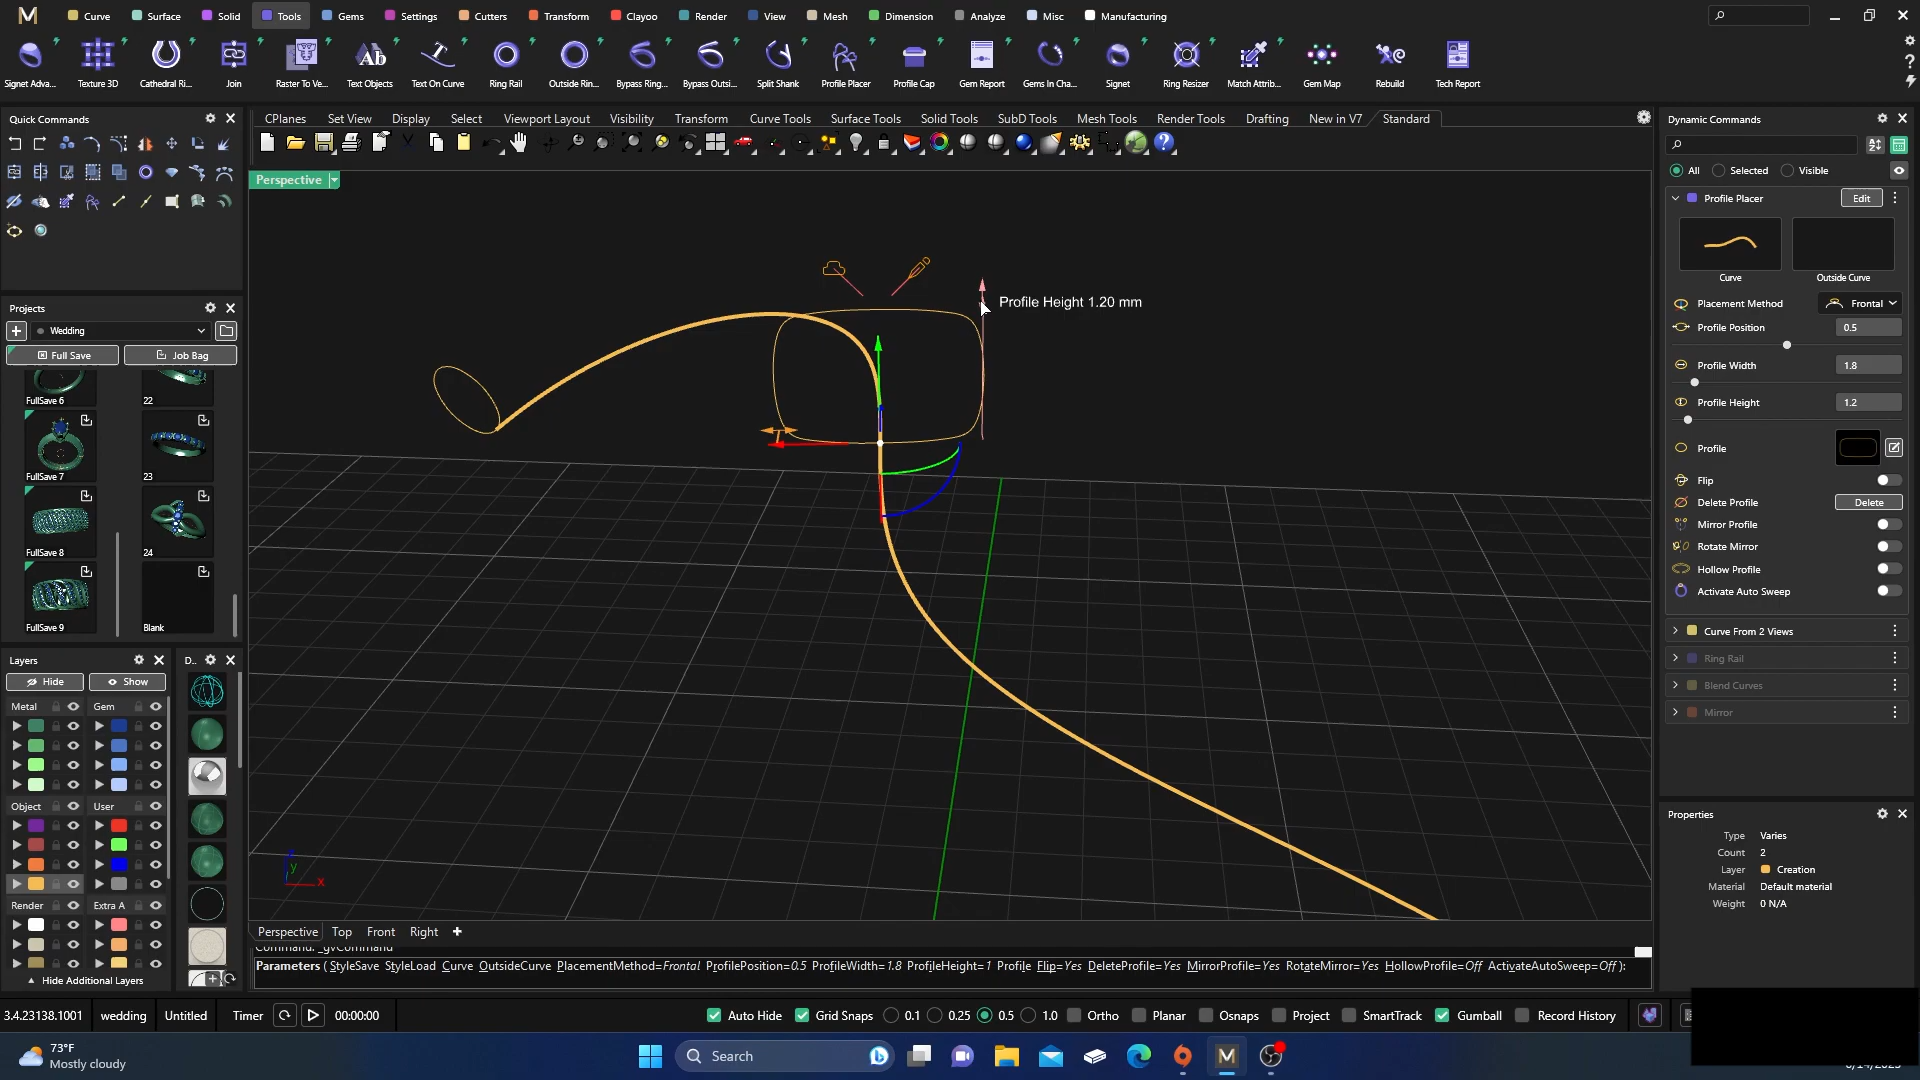 M Curve Surface Solid Tools Gems Settings Cutters Transform Clayoo Render View Mesh Dimension Analyze Misc Manufacturing
Signet Adva... Texture 3D Cathedral Ri... Join Raster To Ve... Text Objects Text On Curve Ring Rail Outside Rin... Bypass Ring... Bypass Outsi... Split Shank Profile Placer Profile Cap Gem Report Gems In Cha... Signet Ring Resizer Match Attrib... Gem Map Rebuild Tech Report
Quick Commands
CPlanes Set View Display Select Viewport Layout Visibility Transform Curve Tools Surface Tools Solid Tools SubD Tools Mesh Tools Render Tools Drafting New in V7 Standard
Perspective
Profile Height 1.20 mm
Projects
Wedding
Full Save Job Bag
FullSave 6 22
FullSave 7 23
FullSave 8 24
FullSave 9 Blank
Layers D..
Hide Show
Metal Gem
Object User
Render Extra A
Hide Additional Layers
y
x
Perspective Top Front Right
Command: _gvCommand
Parameters ( StyleSave StyleLoad Curve OutsideCurve PlacementMethod=Frontal ProfilePosition=0.5 ProfileWidth=1.8 ProfileHeight=1 Profile Flip=Yes DeleteProfile=Yes MirrorProfile=Yes RotateMirror=Yes HollowProfile=Off ActivateAutoSweep=Off ):
Dynamic Commands
All Selected Visible
Profile Placer Edit
Curve Outside Curve
Placement Method Frontal
Profile Position 0.5
Profile Width 1.8
Profile Height 1.2
Profile
Flip
Delete Profile Delete
Mirror Profile
Rotate Mirror
Hollow Profile
Activate Auto Sweep
Curve From 2 Views
Ring Rail
Blend Curves
Mirror
Properties
Type Varies
Count 2
Layer Creation
Material Default material
Weight 0 N/A
3.4.23138.1001 wedding Untitled Timer 00:00:00 Auto Hide Grid Snaps 0.1 0.25 0.5 1.0 Ortho Planar Osnaps Project SmartTrack Gumball Record History
73°F
Mostly cloudy
Search